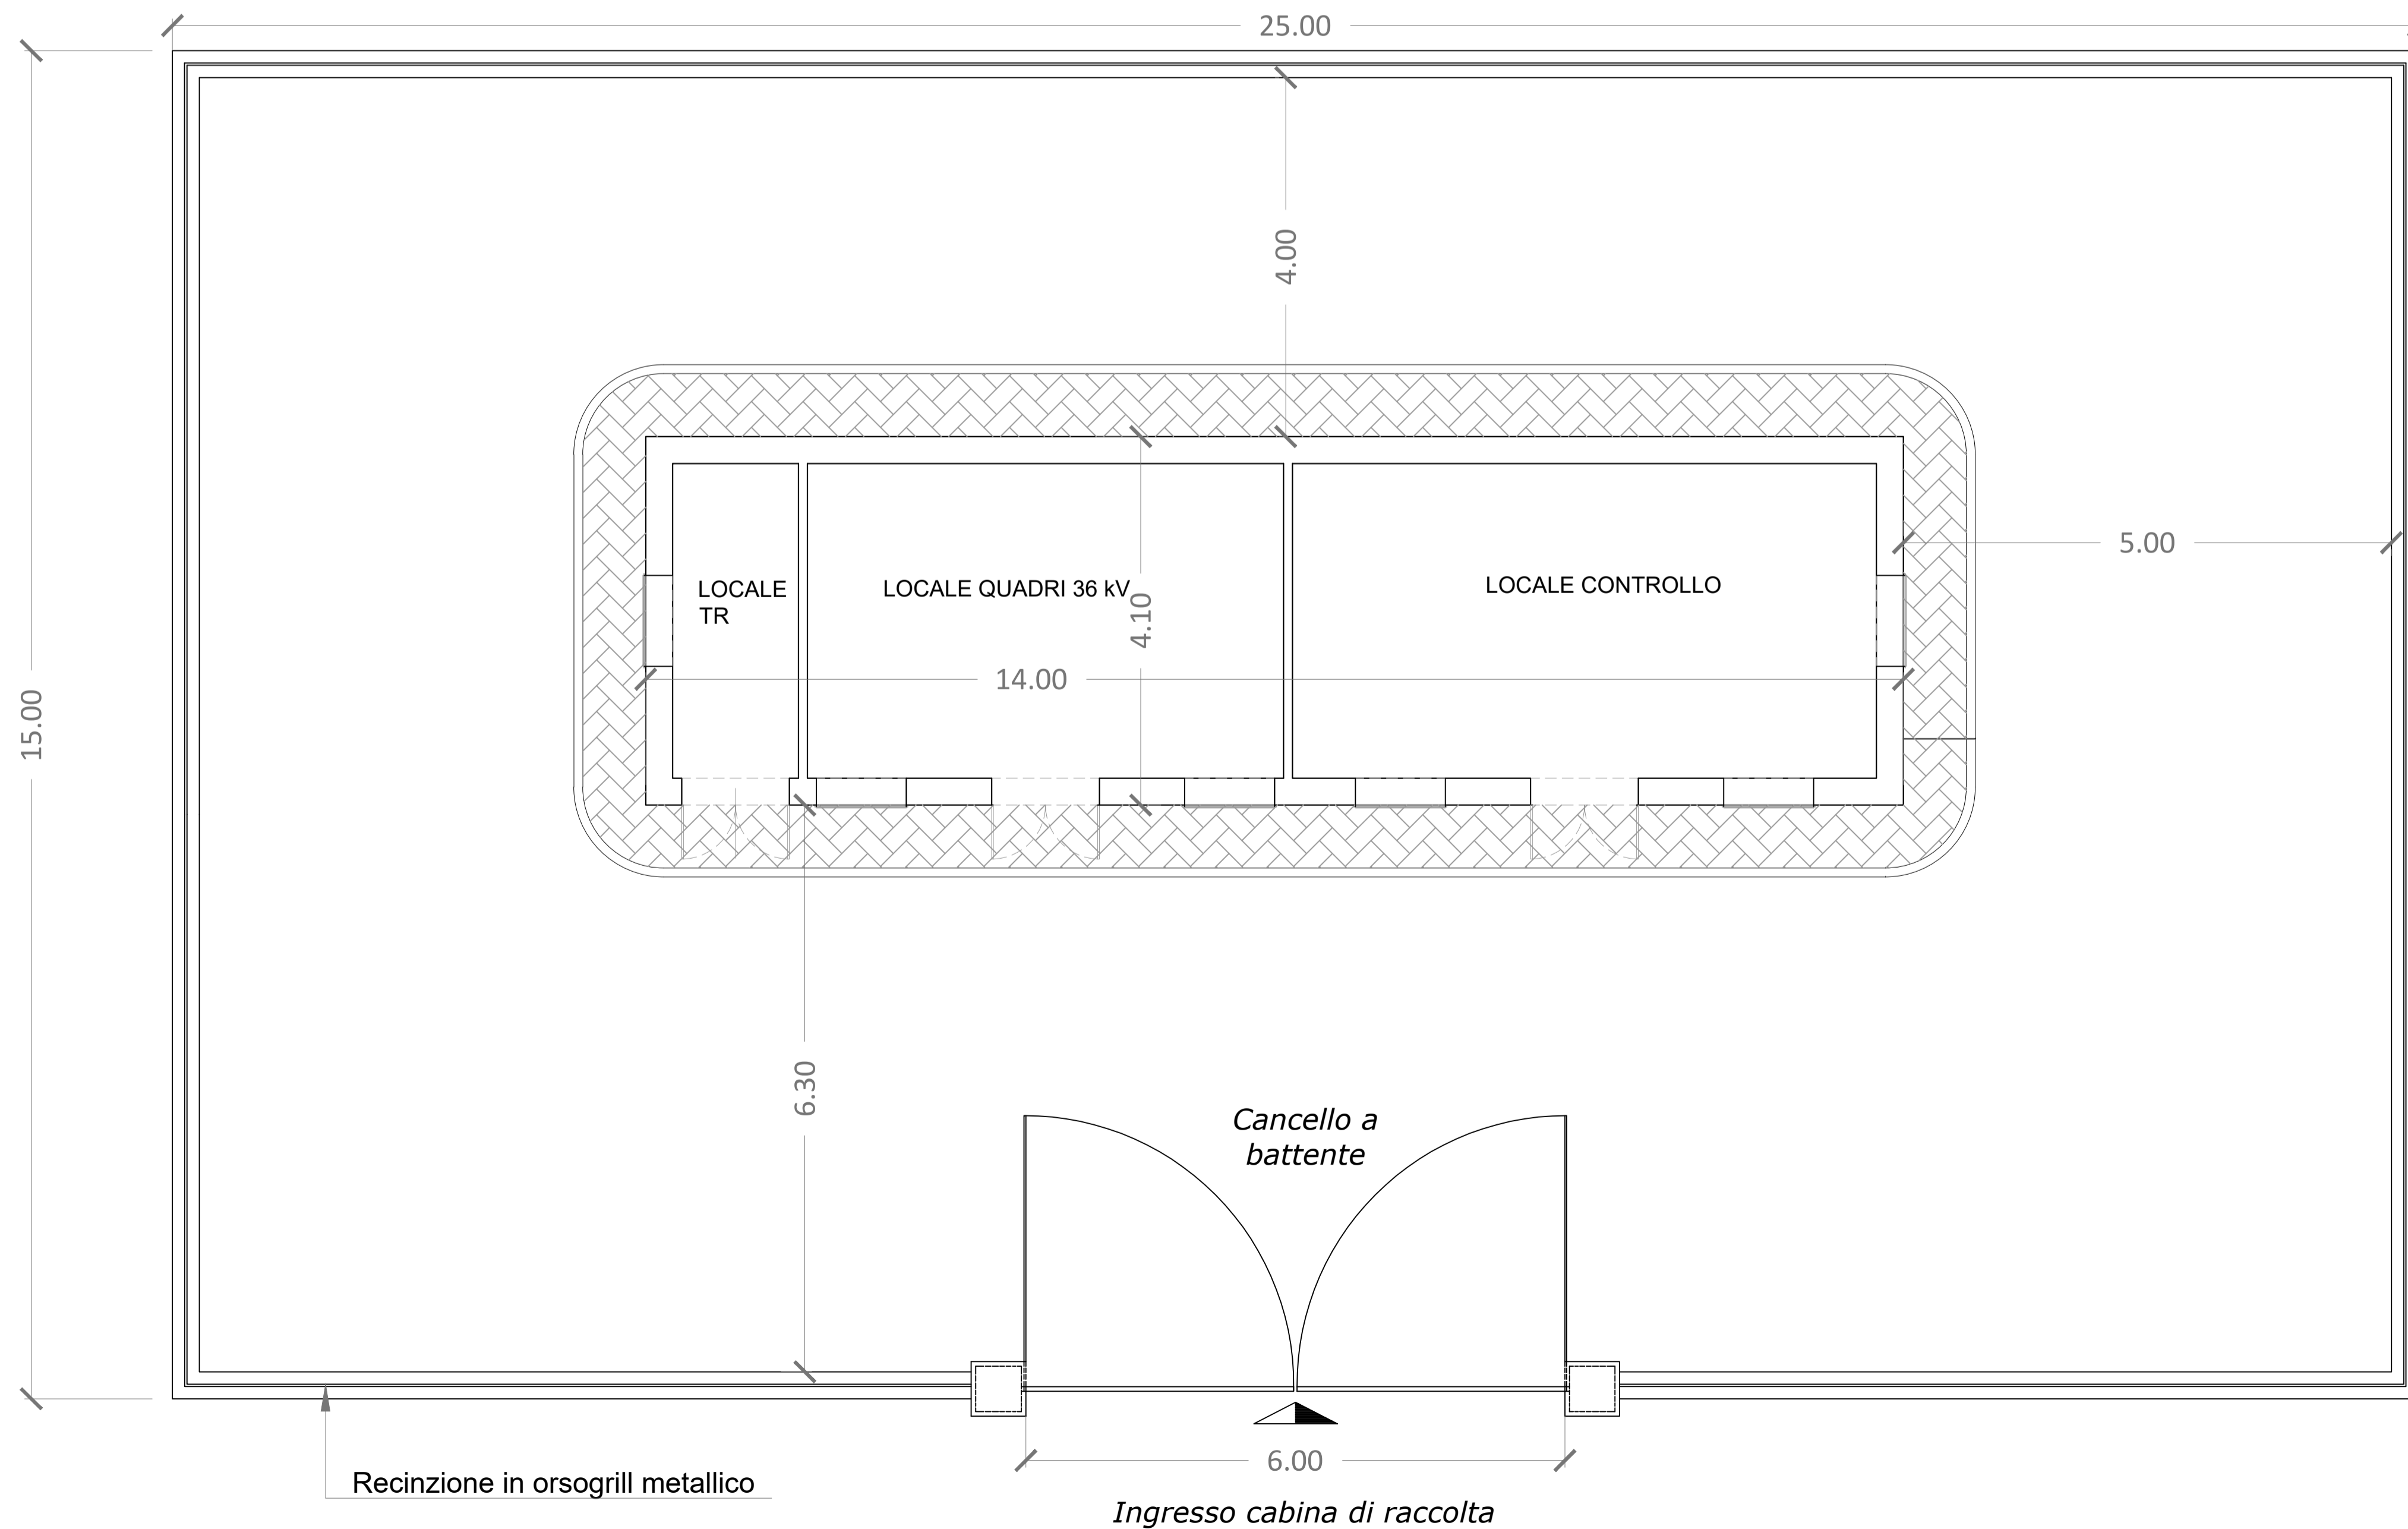 25.00
4.00
5.00
LOCALE
TR
LOCALE QUADRI 36 kV
LOCALE CONTROLLO
4.10
14.00
15.00
6.30
Cancello a
battente
6.00
Recinzione in orsogrill metallico
Ingresso cabina di raccolta